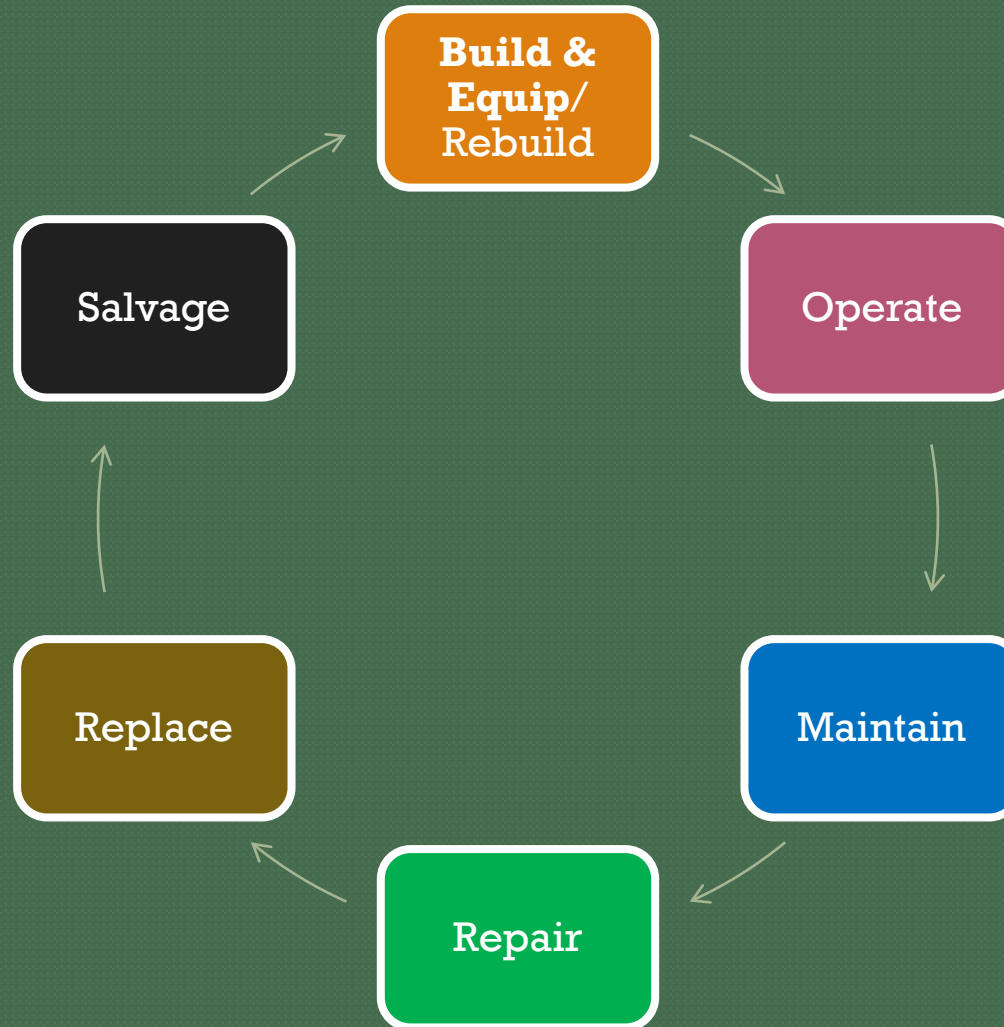 Build &
Equip/
Rebuild
Operate
Maintain
Repair
Replace
Salvage